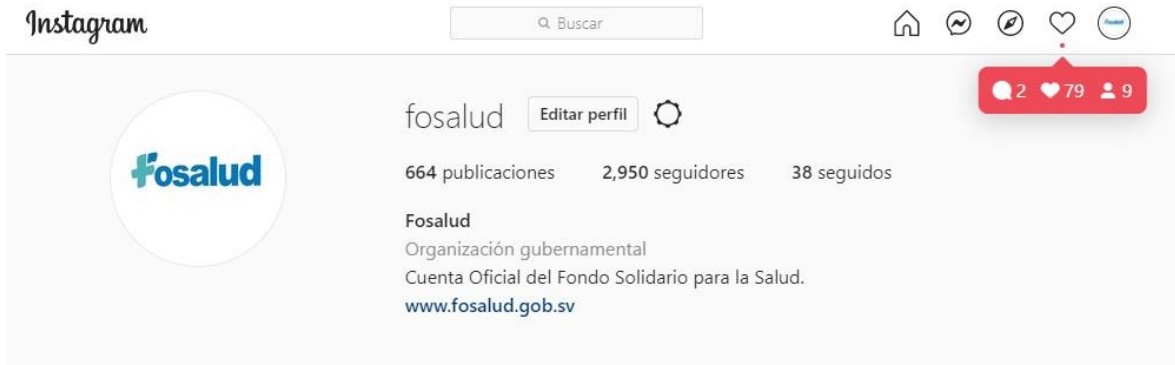 Instagram
Buscar
2 79 9
fosalud Editar perfil
fosalud
664 publicaciones 2,950 seguidores 38 seguidos
Fosalud
Organización gubernamental
Cuenta Oficial del Fondo Solidario para la Salud.
www.fosalud.gob.sv